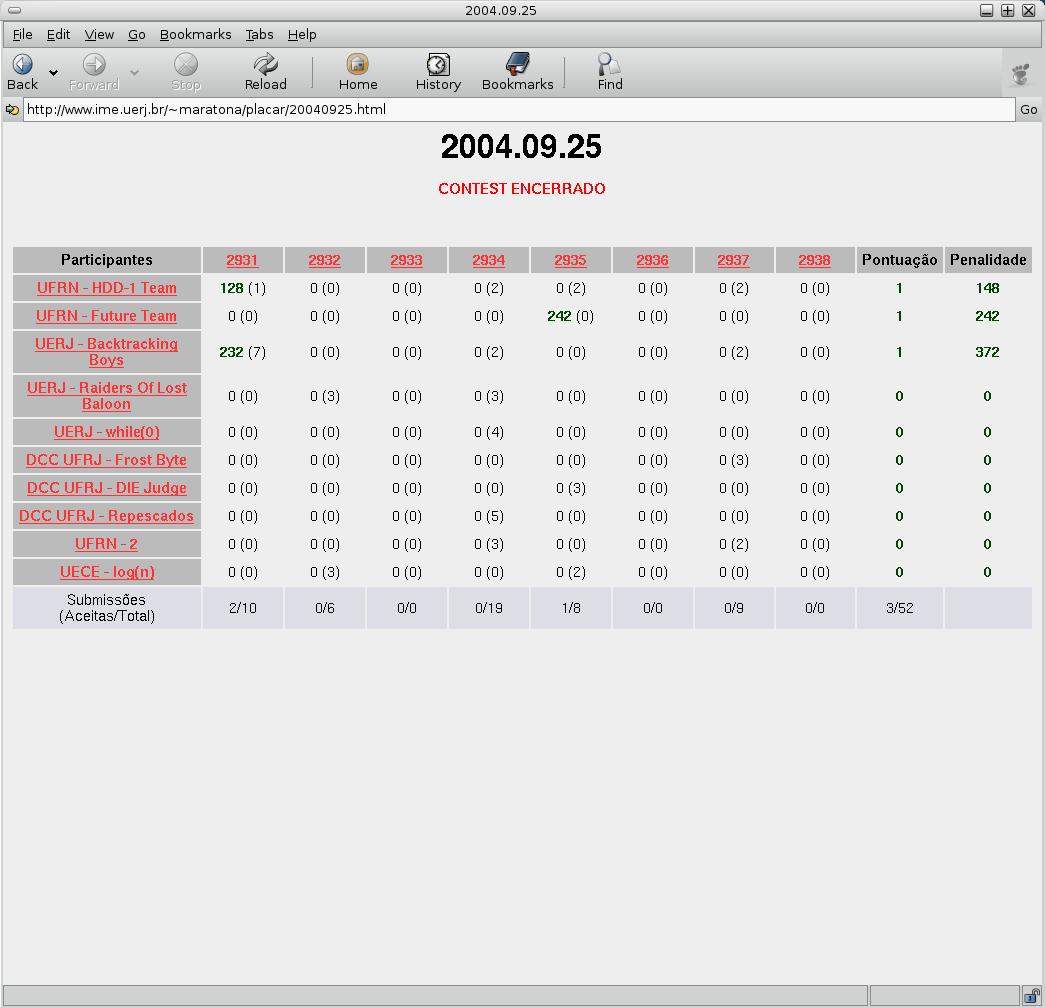 2004.09.25
File Edit View Go Bookmarks Tabs Help
Back Forward Stop Reload Home History Bookmarks Find
http://www.ime.uerj.br/~maratona/placar/20040925.html Go
2004.09.25
CONTEST ENCERRADO
Participantes 2931 2932 2933 2934 2935 2936 2937 2938 Pontuação Penalidade
UFRN - HDD-1 Team 128 (1) 0 (0) 0 (0) 0 (2) 0 (2) 0 (0) 0 (2) 0 (0) 1 148
UFRN - Future Team 0 (0) 0 (0) 0 (0) 0 (0) 242 (0) 0 (0) 0 (0) 0 (0) 1 242
UERJ - Backtracking
Boys 232 (7) 0 (0) 0 (0) 0 (2) 0 (0) 0 (0) 0 (2) 0 (0) 1 372
UERJ - Raiders Of Lost
Baloon 0 (0) 0 (3) 0 (0) 0 (3) 0 (0) 0 (0) 0 (0) 0 (0) 0 0
UERJ - while(0) 0 (0) 0 (0) 0 (0) 0 (4) 0 (0) 0 (0) 0 (0) 0 (0) 0 0
DCC UFRJ - Frost Byte 0 (0) 0 (0) 0 (0) 0 (0) 0 (0) 0 (0) 0 (3) 0 (0) 0 0
DCC UFRJ - DIE Judge 0 (0) 0 (0) 0 (0) 0 (0) 0 (3) 0 (0) 0 (0) 0 (0) 0 0
DCC UFRJ - Repescados 0 (0) 0 (0) 0 (0) 0 (5) 0 (0) 0 (0) 0 (0) 0 (0) 0 0
UFRN - 2 0 (0) 0 (0) 0 (0) 0 (3) 0 (0) 0 (0) 0 (2) 0 (0) 0 0
UECE - log(n) 0 (0) 0 (3) 0 (0) 0 (0) 0 (2) 0 (0) 0 (0) 0 (0) 0 0
Submissões
(Aceitas/Total) 2/10 0/6 0/0 0/19 1/8 0/0 0/9 0/0 3/52